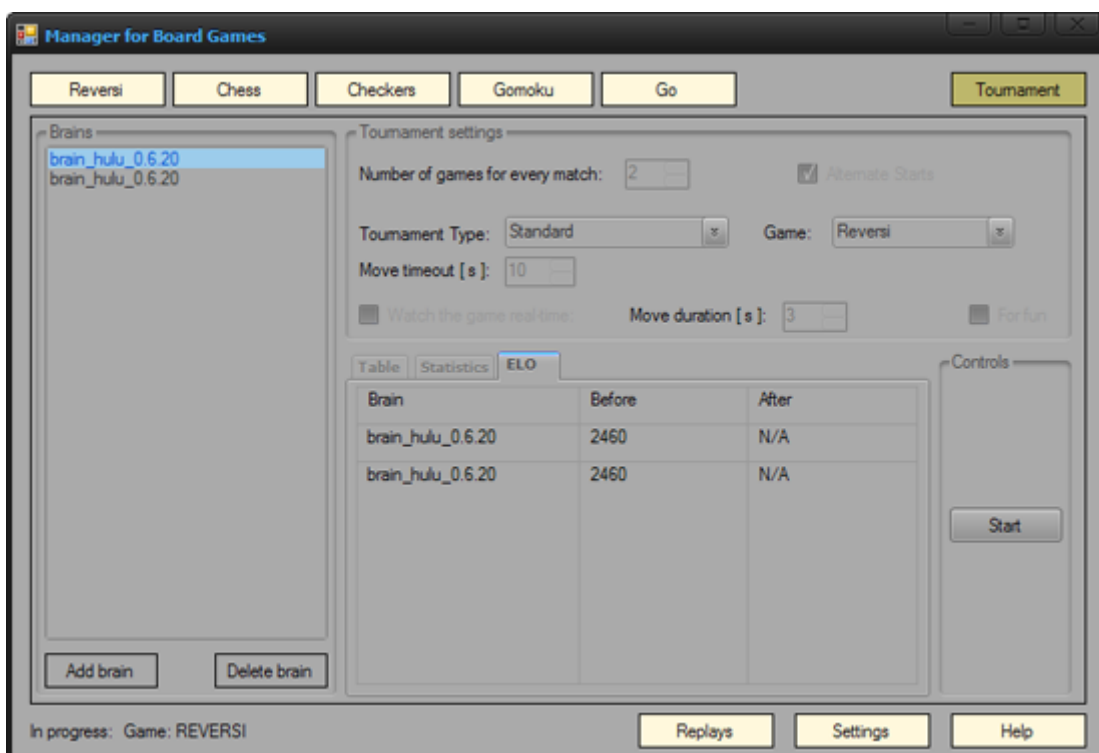 Manager for Board Games
Reversi Chess Checkers Gomoku Go Tournament
Brains
brain_hulu_0.6.20
brain_hulu_0.6.20
Add brain Delete brain
Tournament settings
Number of games for every match: 2 Alternate Starts
Tournament Type: Standard Game: Reversi
Move timeout [ s ]: 10
Watch the game real-time: Move duration [ s ]: 3 For fun
Table Statistics ELO
Brain Before After
brain_hulu_0.6.20 2460 N/A
brain_hulu_0.6.20 2460 N/A
Controls
Start
In progress: Game: REVERSI Replays Settings Help